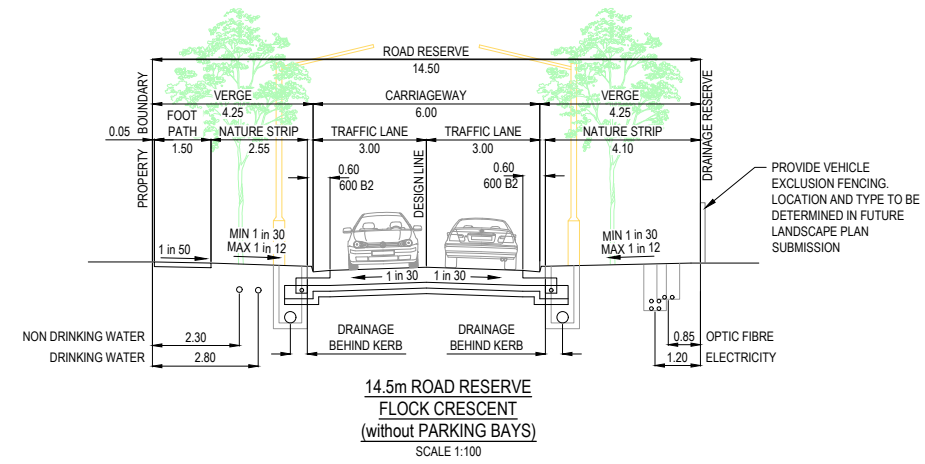 ROAD RESERVE
14.50
VERGE
4.25
CARRIAGEWAY
6.00
VERGE
4.25
PROPERTY BOUNDARY
0.05
FOOT
PATH
1.50
NATURE STRIP
2.55
TRAFFIC LANE
3.00
TRAFFIC LANE
3.00
NATURE STRIP
4.10
DRAINAGE RESERVE
0.60
600 B2
DESIGN LINE
0.60
600 B2
PROVIDE VEHICLE
EXCLUSION FENCING.
LOCATION AND TYPE TO BE
DETERMINED IN FUTURE
LANDSCAPE PLAN
SUBMISSION
1 in 50
MIN 1 in 30
MAX 1 in 12
1 in 30
1 in 30
MIN 1 in 30
MAX 1 in 12
NON DRINKING WATER
2.30
DRINKING WATER
2.80
DRAINAGE
BEHIND KERB
DRAINAGE
BEHIND KERB
0.85
OPTIC FIBRE
1.20
ELECTRICITY
14.5m ROAD RESERVE
FLOCK CRESCENT
(without PARKING BAYS)
SCALE 1:100